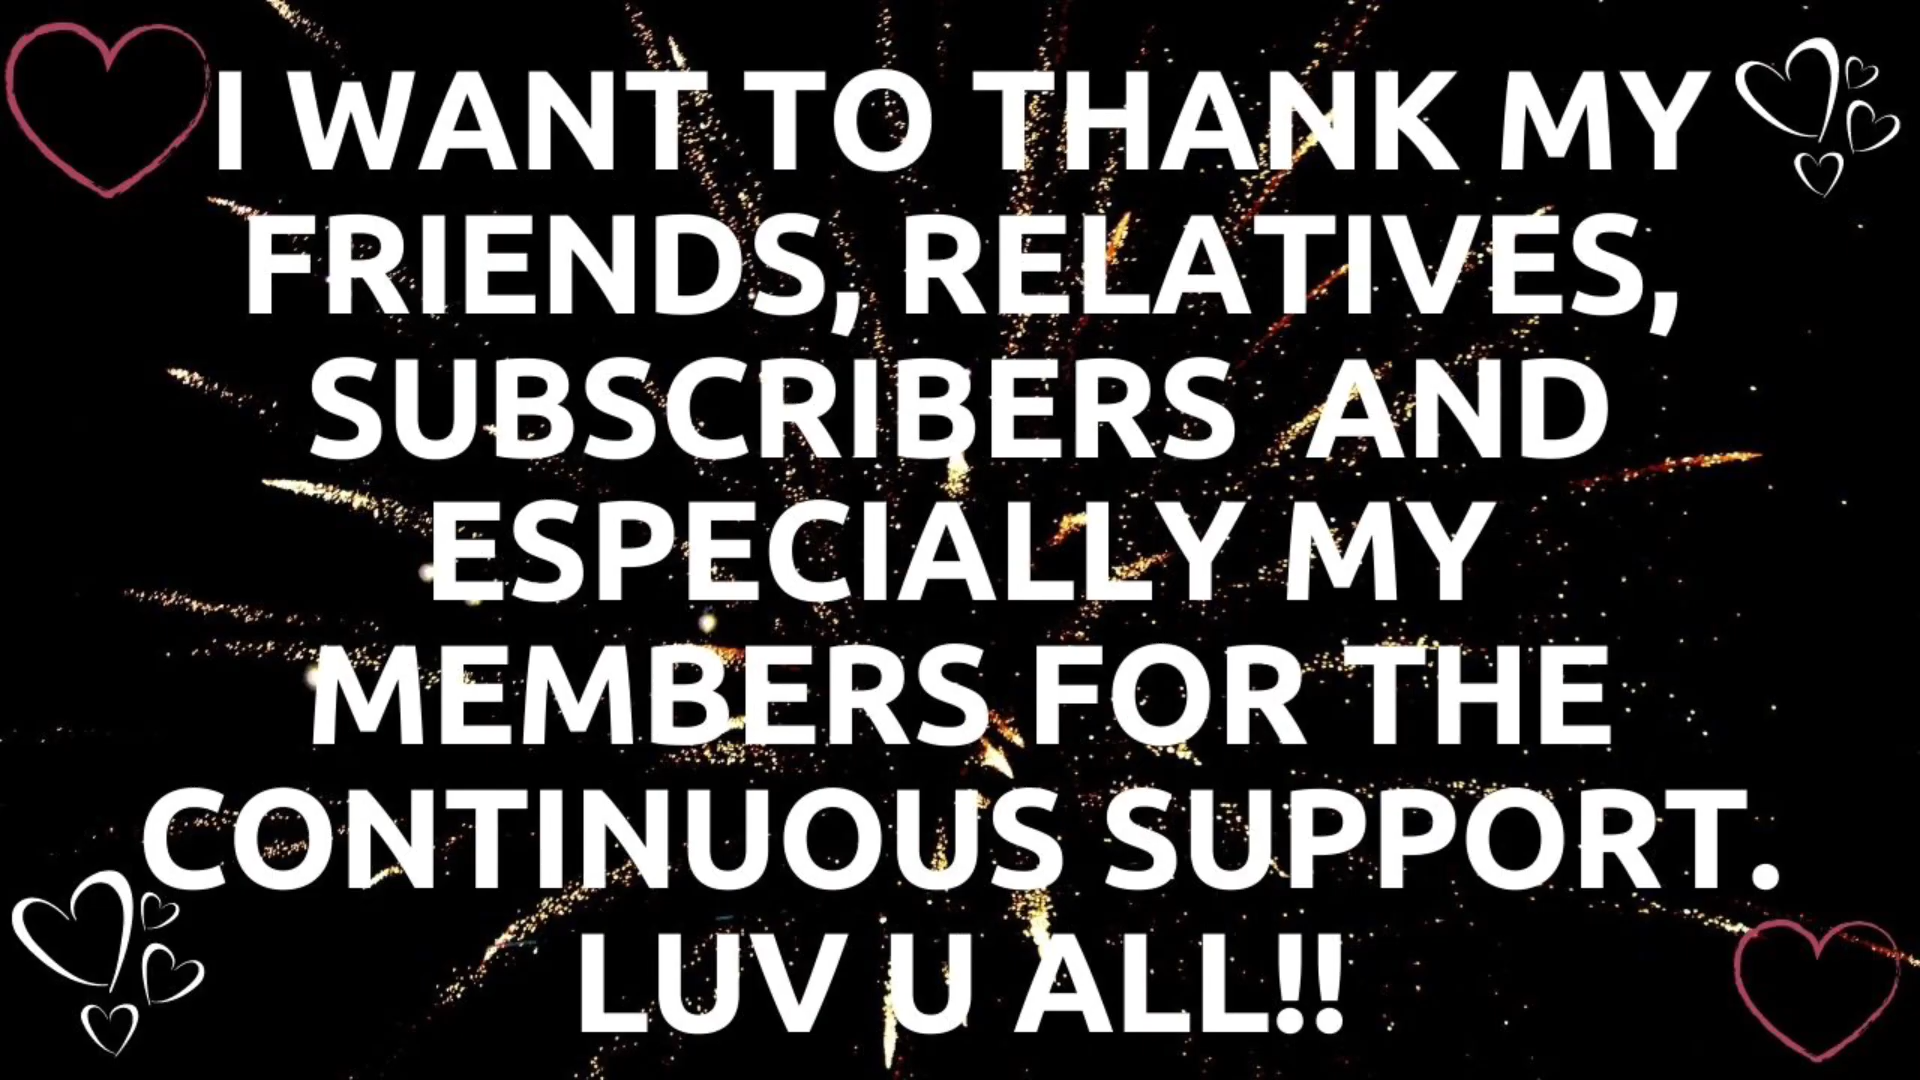 I WANT TO THANK MY
FRIENDS, RELATIVES,
SUBSCRIBERS  AND
ESPECIALLY MY
MEMBERS FOR THE
CONTINUOUS SUPPORT.
LUV U ALL!!